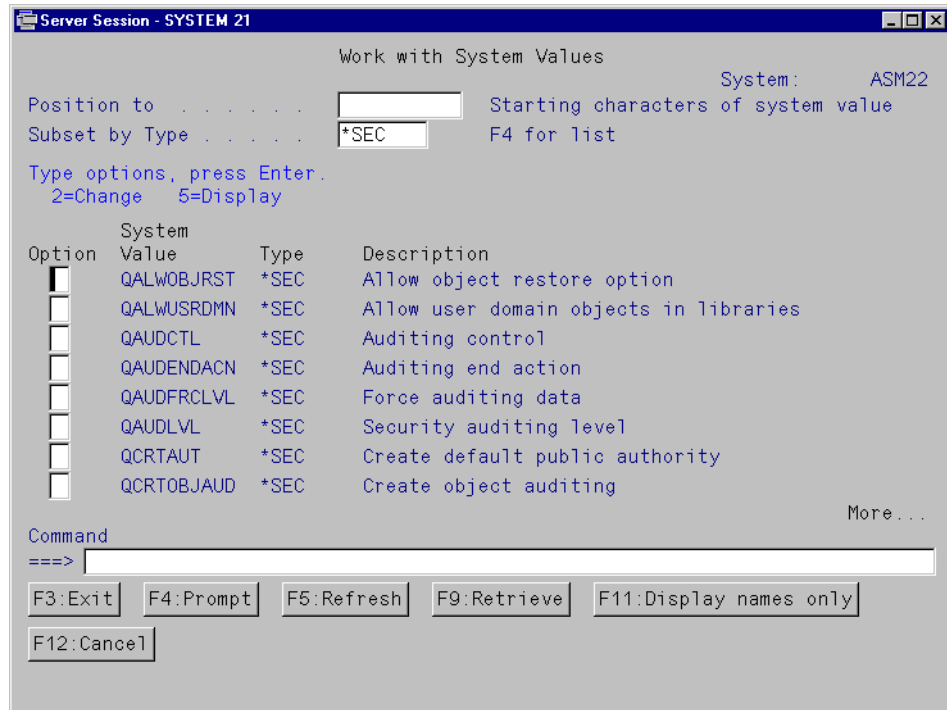 Server Session - SYSTEM 21
Work with System Values
System: ASM22
Position to . . . . . . Starting characters of system value
Subset by Type . . . . . *SEC F4 for list
Type options, press Enter.
2=Change 5=Display
System
Option Value Type Description
QALWOBJRST *SEC Allow object restore option
QALWUSRDMN *SEC Allow user domain objects in libraries
QAUDCTL *SEC Auditing control
QAUDENDACN *SEC Auditing end action
QAUDFRCLVL *SEC Force auditing data
QAUDLVL *SEC Security auditing level
QCRTAUT *SEC Create default public authority
QCRTOBJAUD *SEC Create object auditing
More...
Command
===>
F3:Exit F4:Prompt F5:Refresh F9:Retrieve F11:Display names only
F12:Cancel